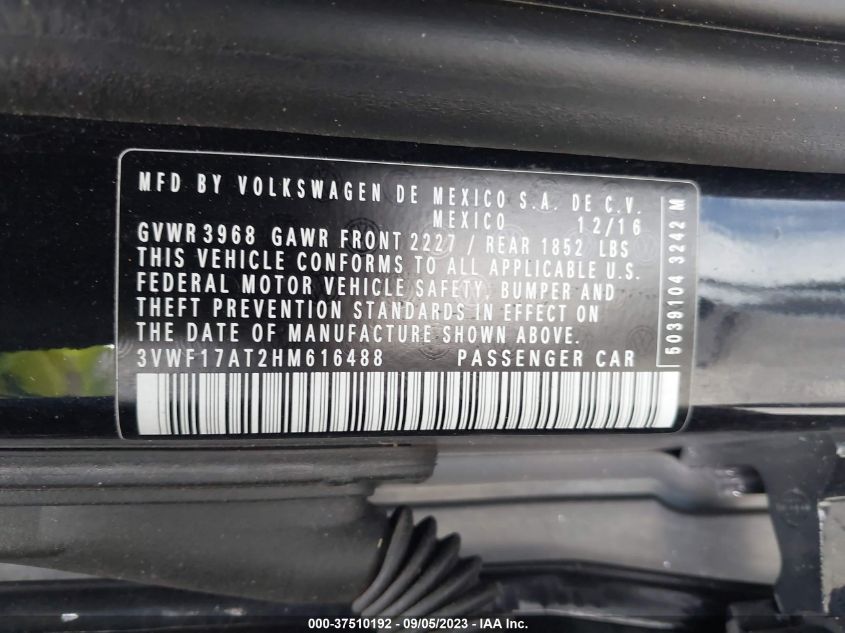 MFD BY VOLKSWAGEN DE MEXICO S.A. DE C.V.
MEXICO 12/16
GVWR 3968 GAWR FRONT 2227 / REAR 1852 LBS
THIS VEHICLE CONFORMS TO ALL APPLICABLE U.S.
FEDERAL MOTOR VEHICLE SAFETY, BUMPER AND
THEFT PREVENTION STANDARDS IN EFFECT ON
THE DATE OF MANUFACTURE SHOWN ABOVE.
3VWF17AT2HM616488 PASSENGER CAR
5039104 3242 M
000-37510192 - 09/05/2023 - IAA Inc.